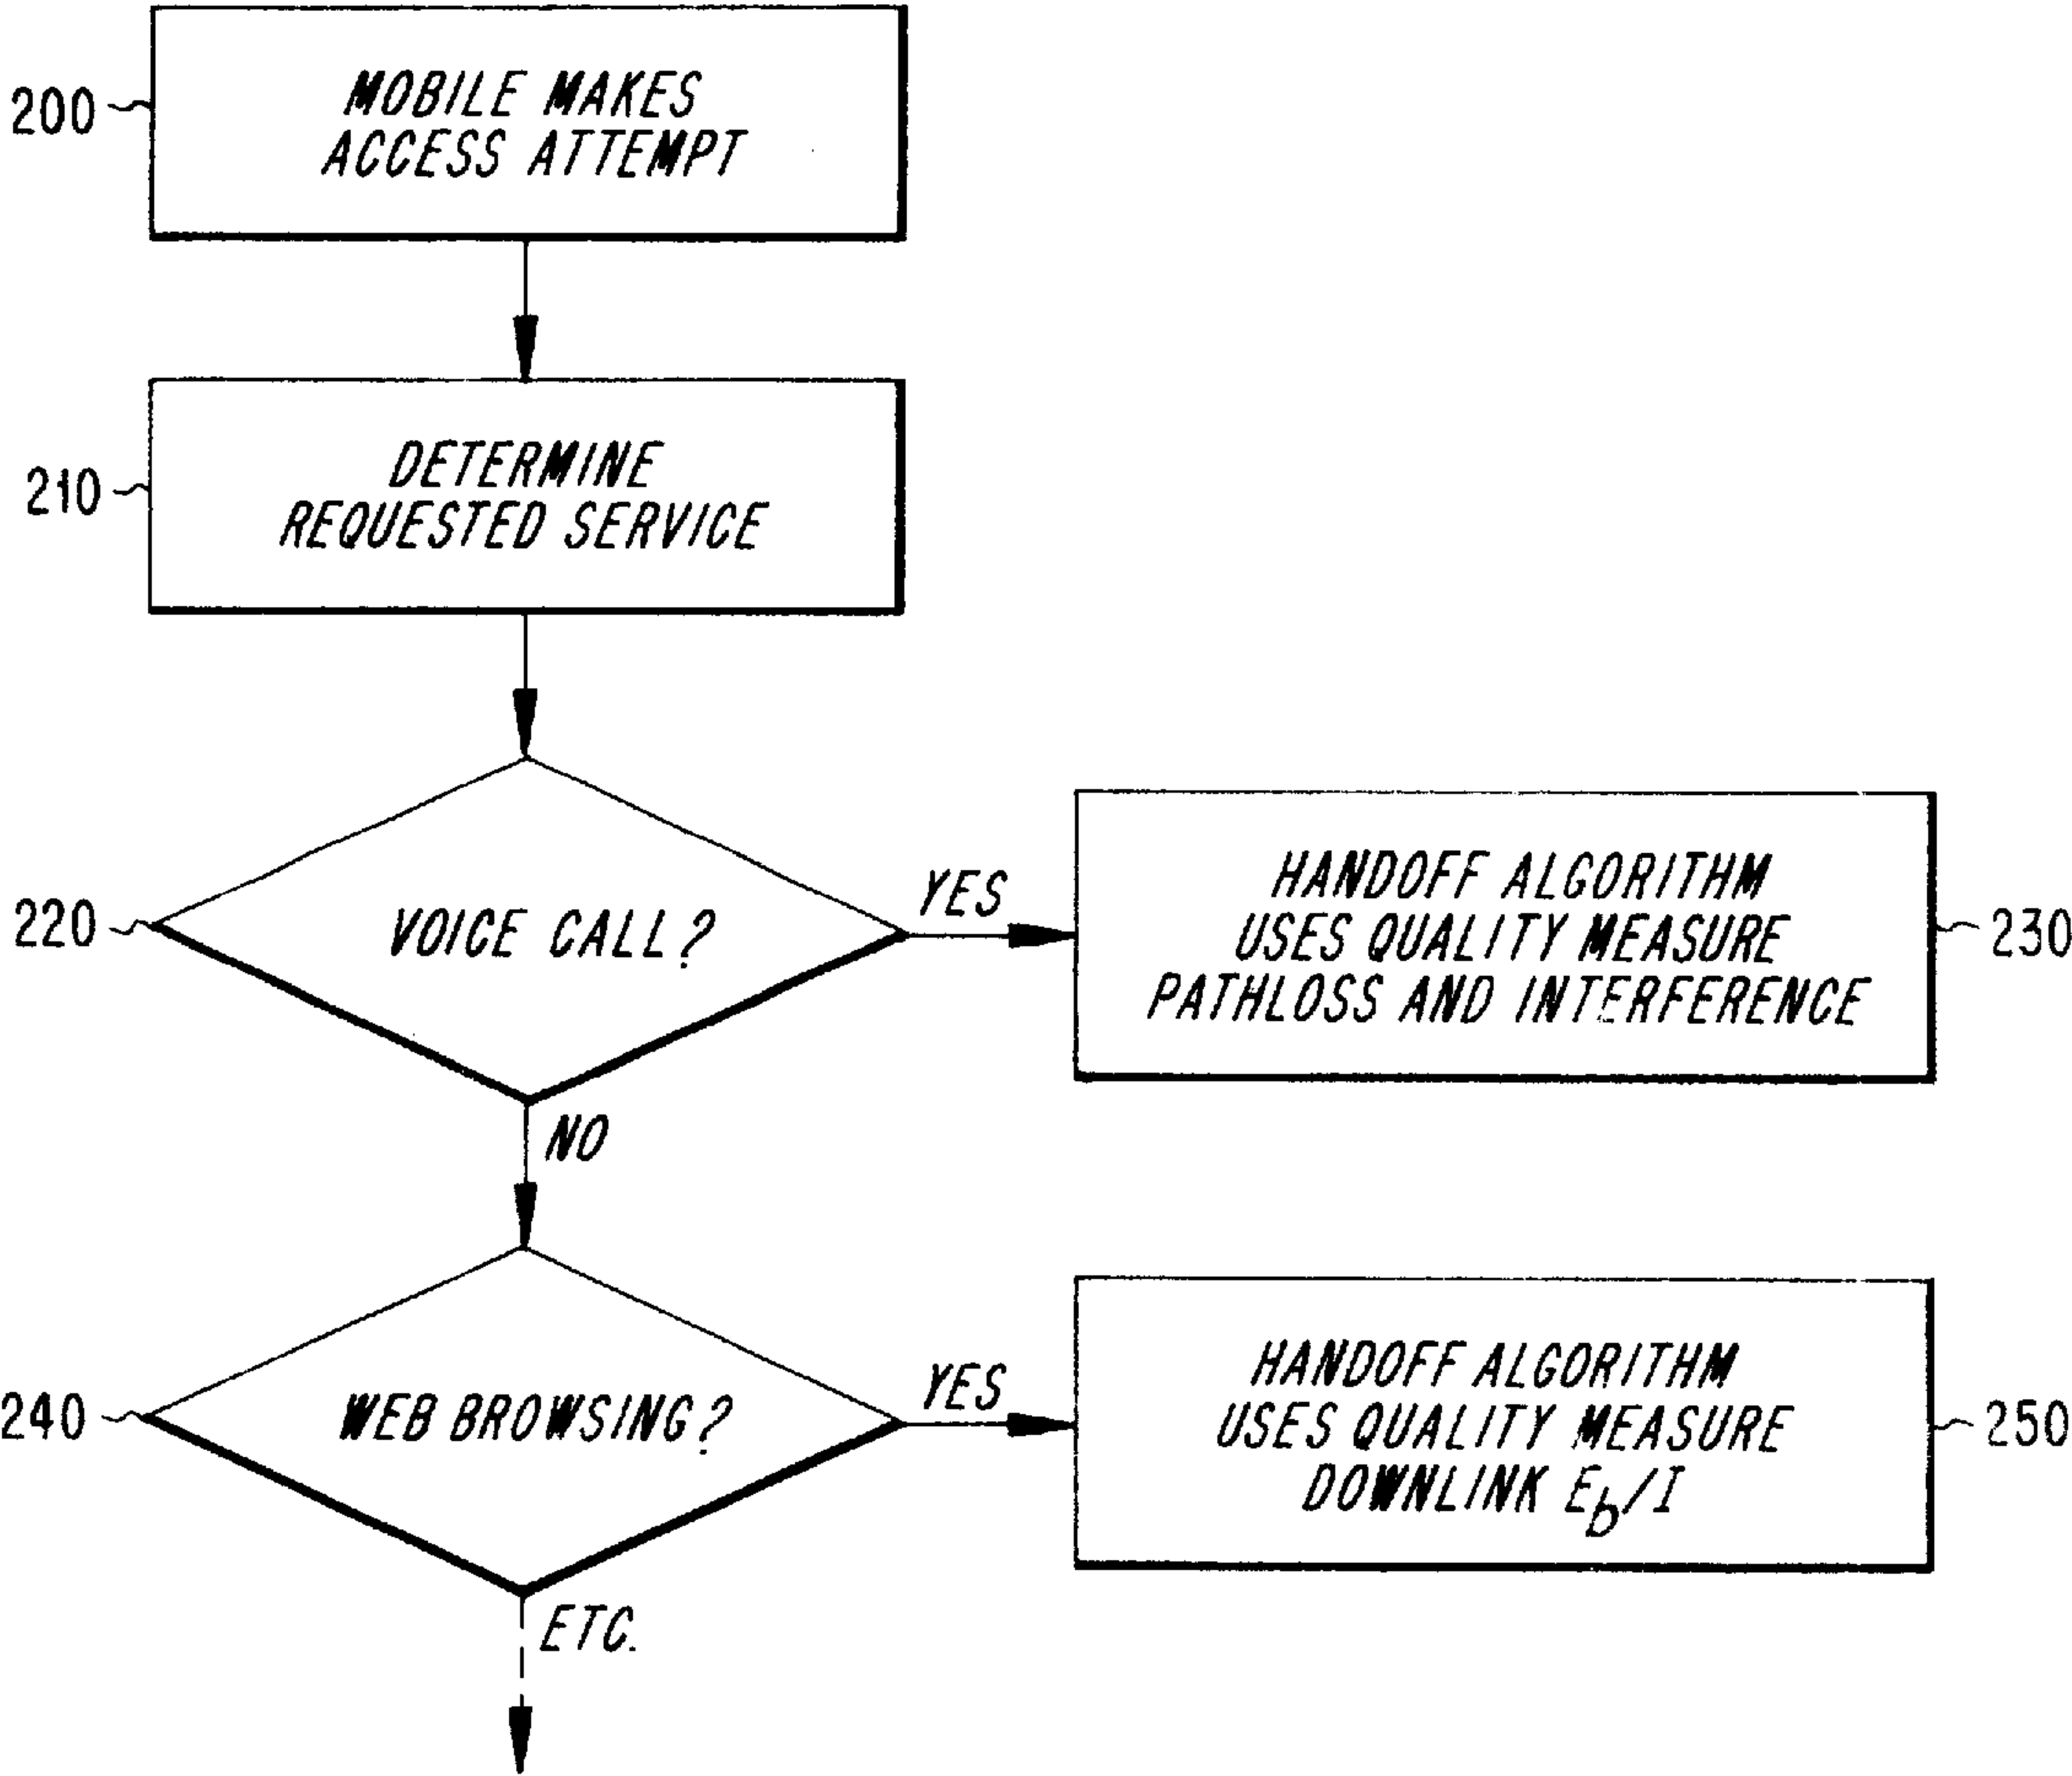 200
MOBILE MAKES
ACCESS ATTEMPT
210
DETERMINE
REQUESTED SERVICE
220
VOICE CALL?
YES
HANDOFF ALGORITHM
USES QUALITY MEASURE
PATHLOSS AND INTERFERENCE
230
NO
240
WEB BROWSING?
YES
HANDOFF ALGORITHM
USES QUALITY MEASURE
DOWNLINK Eb/I
250
ETC.